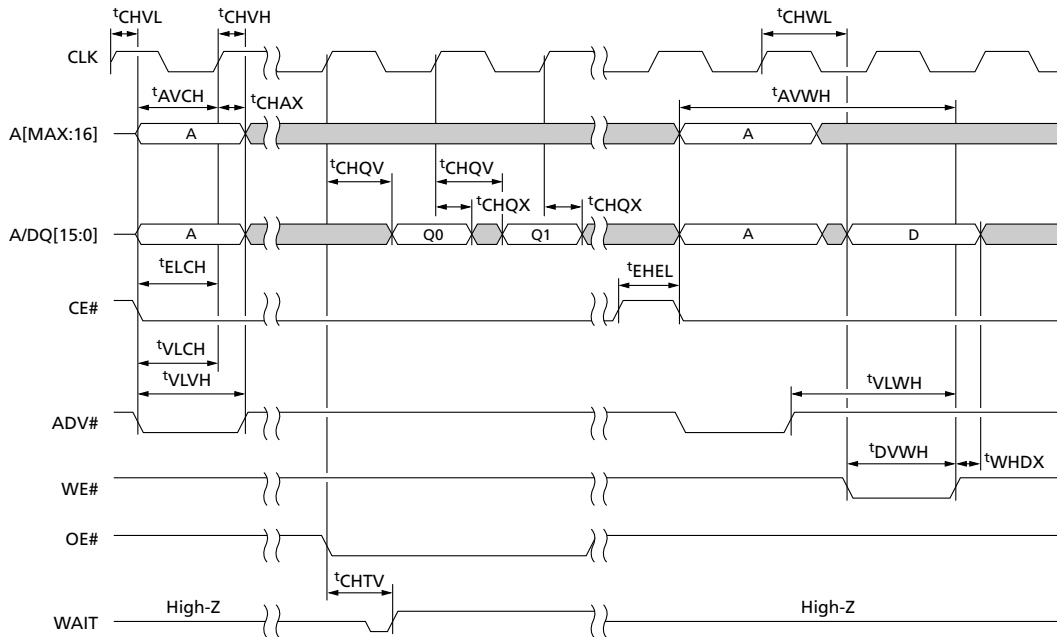 tCHVL tCHVH tCHWL
CLK
tAVCH tCHAX tAVWH
A[MAX:16] A A
tCHQV tCHQV
tCHQX tCHQX
A/DQ[15:0] A Q0 Q1 A D
tELCH tEHEL
CE#
tVLCH
tVLVH tVLWH
ADV#
tDVWH tWHDX
WE#
OE#
tCHTV
High-Z High-Z
WAIT